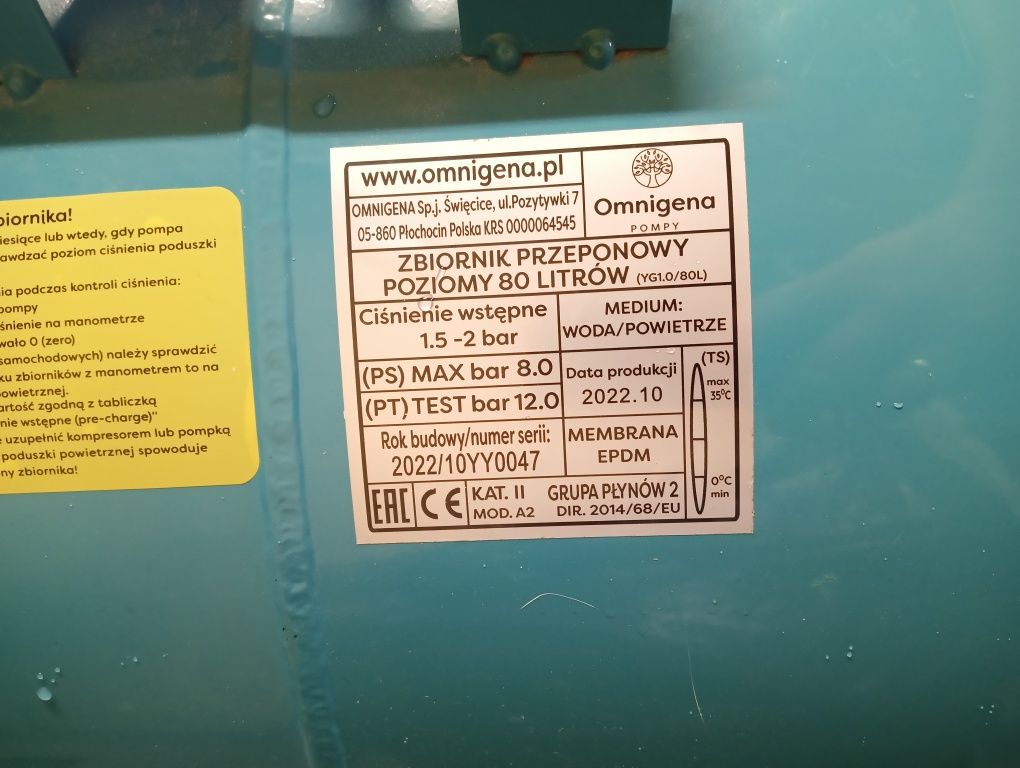 biornika!
iesiące lub wtedy, gdy pompa
awdzać poziom ciśnienia poduszki
ia podczas kontroli ciśnienia:
pompy
śnienie na manometrze
wało 0 (zero)
samochodowych) należy sprawdzić
ku zbiorników z manometrem to na
powietrznej.
artość zgodną z tabliczką
nie wstępne (pre-charge)"
e uzupełnić kompresorem lub pompką
poduszki powietrznej spowoduje
ny zbiornika!
www.omnigena.pl
OMNIGENA Sp.j. Święcice, ul.Pozytywki 7
05-860 Płochocin Polska KRS 0000064545
Omnigena
POMPY
ZBIORNIK PRZEPONOWY
POZIOMY 80 LITRÓW (YG1.0/80L)
Ciśnienie wstępne
1.5 -2 bar
MEDIUM:
WODA/POWIETRZE
(PS) MAX bar 8.0
(PT) TEST bar 12.0
Data produkcji
2022.10
(TS)
max
35°C
Rok budowy/numer serii:
2022/10YY0047
MEMBRANA
EPDM
0°C
min
EAC CE
KAT. II
MOD. A2
GRUPA PŁYNÓW 2
DIR. 2014/68/EU